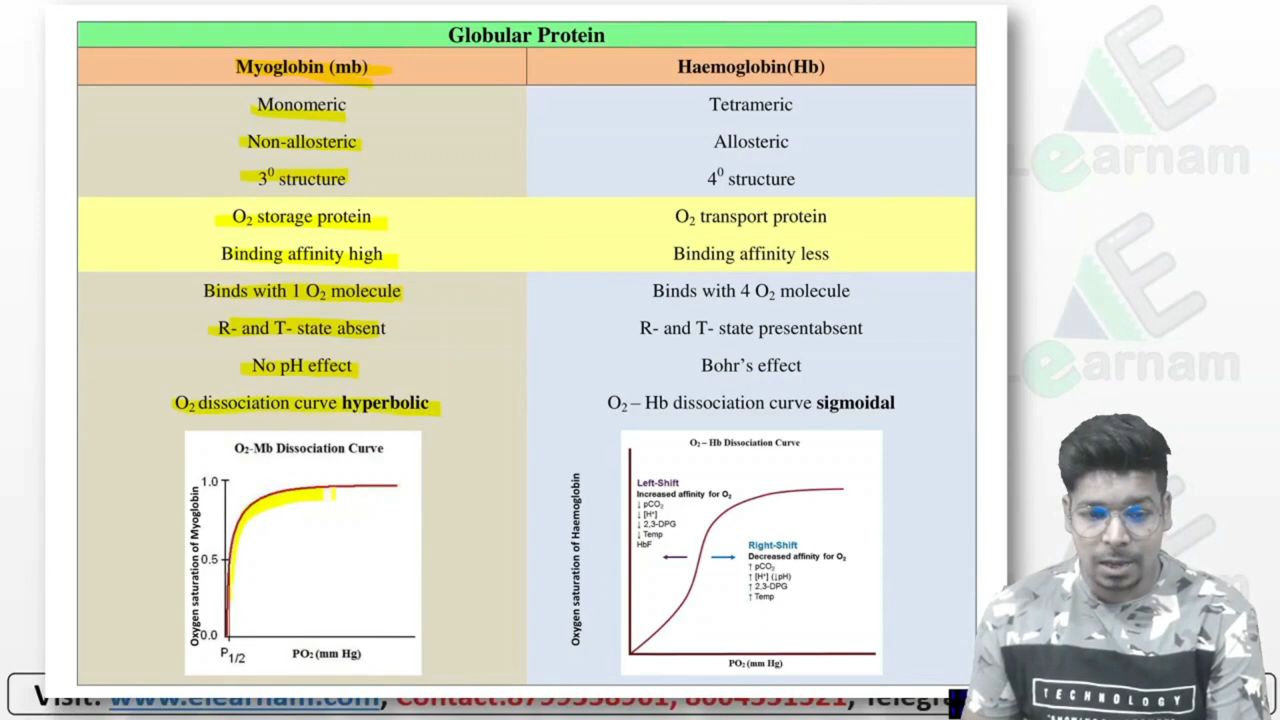 Globular Protein
Myoglobin (mb)
Haemoglobin(Hb)
Monomeric
Tetrameric
Non-allosteric
Allosteric
3⁰ structure
4⁰ structure
O₂ storage protein
O₂ transport protein
Binding affinity high
Binding affinity less
Binds with 1 O₂ molecule
Binds with 4 O₂ molecule
R- and T- state absent
R- and T- state presentabsent
No pH effect
Bohr's effect
O₂ dissociation curve hyperbolic
O₂ – Hb dissociation curve sigmoidal
O₂-Mb Dissociation Curve
Oxygen saturation of Myoglobin
1.0
0.5
0.0
P1/2
PO₂ (mm Hg)
O₂ – Hb Dissociation Curve
Oxygen saturation of Haemoglobin
Left-Shift
Increased affinity for O₂
↓ pCO₂
↓ [H⁺]
↓ 2,3-DPG
↓ Temp
HbF
Right-Shift
Decreased affinity for O₂
↑ pCO₂
↑ [H⁺] (↓pH)
↑ 2,3-DPG
↑ Temp
PO₂ (mm Hg)
Learnam
Learnam
TECHNOLOGY
Visit: www.elearnam.com, Contact: